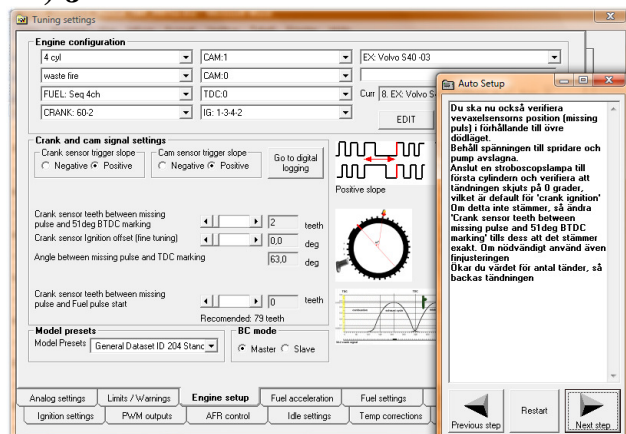 Tuning settings
Engine configuration
4 cyl
CAM:1
EX: Volvo S40 -03
waste fire
CAM:0
FUEL: Seq 4ch
TDC:0
Curr
8. EX: Volvo S
CRANK: 60-2
IG: 1-3-4-2
EDIT
Crank and cam signal settings
Crank sensor trigger slope
Cam sensor trigger slope
Negative Positive
Negative Positive
Go to digital
logging
Positive slope
Crank sensor teeth between missing
pulse and 51deg BTDC marking
2
teeth
Crank sensor Ignition offset (fine tuning)
0,0
deg
Angle between missing pulse and TDC marking
63,0
deg
Crank sensor teeth between missing
pulse and Fuel pulse start
0
teeth
Recomended: 79 teeth
Model presets
Model Presets
General Dataset ID 204 Stanc
BC mode
Master Slave
Analog settings
Limits / Warnings
Engine setup
Fuel acceleration
Fuel settings
Ignition settings
PWM outputs
AFR control
Idle settings
Temp corrections
Auto Setup
Du ska nu också verifiera
vevaxelsensorns position (missing
puls) i förhållande till övre
dödläget.
Behåll spänningen till spridare och
pump avslagna.
Anslut en stroboscopslampa till
första cylindern och verifiera att
tändningen skjuts på 0 grader,
vilket är default för 'crank ignition'
Om detta inte stämmer, så ändra
'Crank sensor teeth between
missing pulse and 51deg BTDC
marking' tills dess att det stämmer
exakt. Om nödvändigt använd även
finjusteringen
Ökar du värdet för antal tänder, så
backas tändningen
Previous step
Restart
Next step